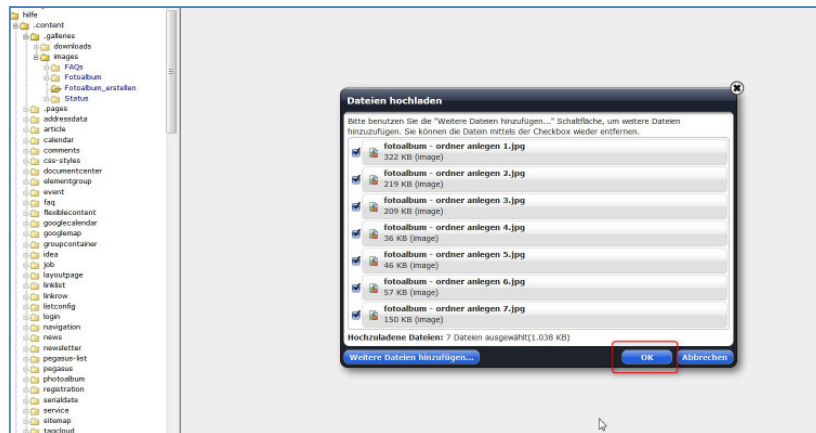 hilfe
.content
.galleries
downloads
images
FAQs
Fotoalbum
Fotoalbum_erstellen
Status
.pages
addressdata
article
calendar
comments
css-styles
documentcenter
elementgroup
event
faq
flexiblecontent
googlecalendar
googlemap
groupcontainer
idea
job
layoutpage
linklist
linkrow
listconfig
login
navigation
news
newsletter
pegasus-list
pegasus
photoalbum
registration
serialdate
service
sitemap
tagcloud
Dateien hochladen
Bitte benutzen Sie die "Weitere Dateien hinzufügen..." Schaltfläche, um weitere Dateien
hinzuzufügen. Sie können die Datein mittels der Checkbox wieder entfernen.
fotoalbum - ordner anlegen 1.jpg
322 KB (image)
fotoalbum - ordner anlegen 2.jpg
219 KB (image)
fotoalbum - ordner anlegen 3.jpg
209 KB (image)
fotoalbum - ordner anlegen 4.jpg
36 KB (image)
fotoalbum - ordner anlegen 5.jpg
46 KB (image)
fotoalbum - ordner anlegen 6.jpg
57 KB (image)
fotoalbum - ordner anlegen 7.jpg
150 KB (image)
Hochzuladene Dateien: 7 Dateien ausgewählt(1.038 KB)
Weitere Dateien hinzufügen... OK Abbrechen